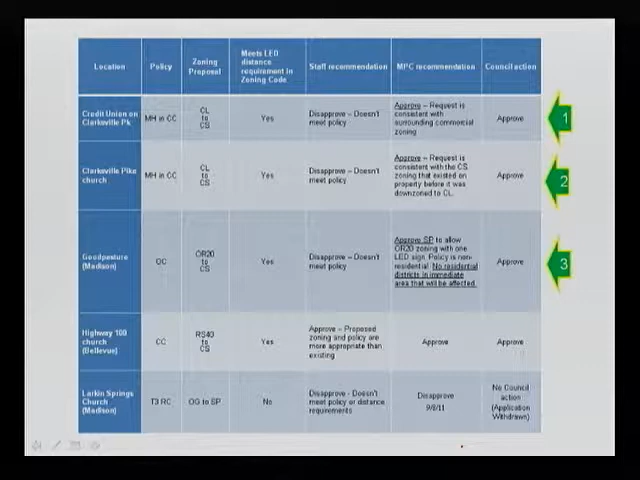 Location Policy Zoning Proposal Meets LED distance requirement in Zoning Code Staff recommendation MPC recommendation Council action
Credit Union on Clarksville Pk MH in CC CL to CS Yes Disapprove – Doesn't meet policy Approve – Request is consistent with surrounding commercial zoning Approve 1
Clarksville Pike church MH in CC CL to CS Yes Disapprove – Doesn't meet policy Approve – Request is consistent with the CS zoning that existed on property before it was downzoned to CL. Approve 2
Goodpasture (Madison) CC OR20 to CS Yes Disapprove – Doesn't meet policy Approve SP to allow OR20 zoning with one LED sign. Policy is non-residential. No residential districts in immediate area that will be affected. Approve 3
Highway 100 church (Bellevue) CC RS40 to CS Yes Approve – Proposed zoning and policy are more appropriate than existing Approve Approve
Larkin Springs Church (Madison) T3 RC OG to SP No Disapprove - Doesn't meet policy or distance requirements Disapprove 9/8/11 No Council action (Application Withdrawn)